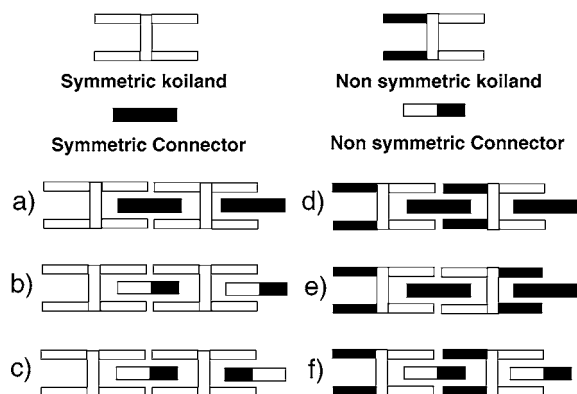 Symmetric koiland
Non symmetric koiland
Symmetric Connector
Non symmetric Connector
a)
d)
b)
e)
c)
f)